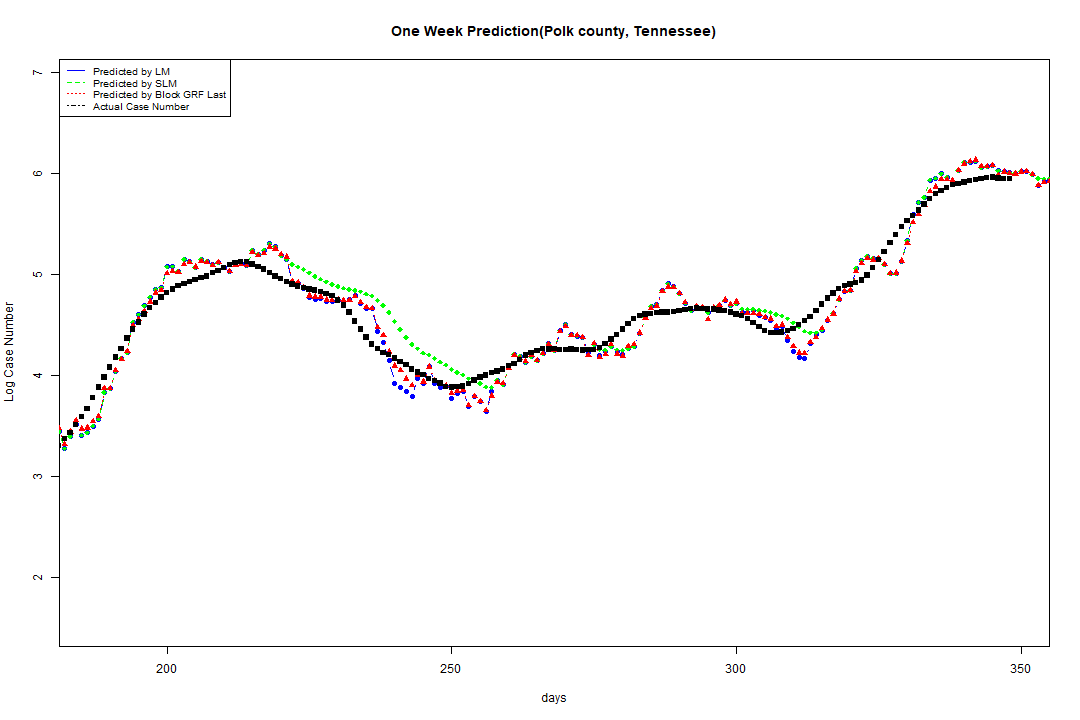 One Week Prediction(Polk county, Tennessee)
Predicted by LM
Predicted by SLM
Predicted by Block GRF Last
Actual Case Number
7
6
5
4
3
2
Log Case Number
200
250
300
350
days